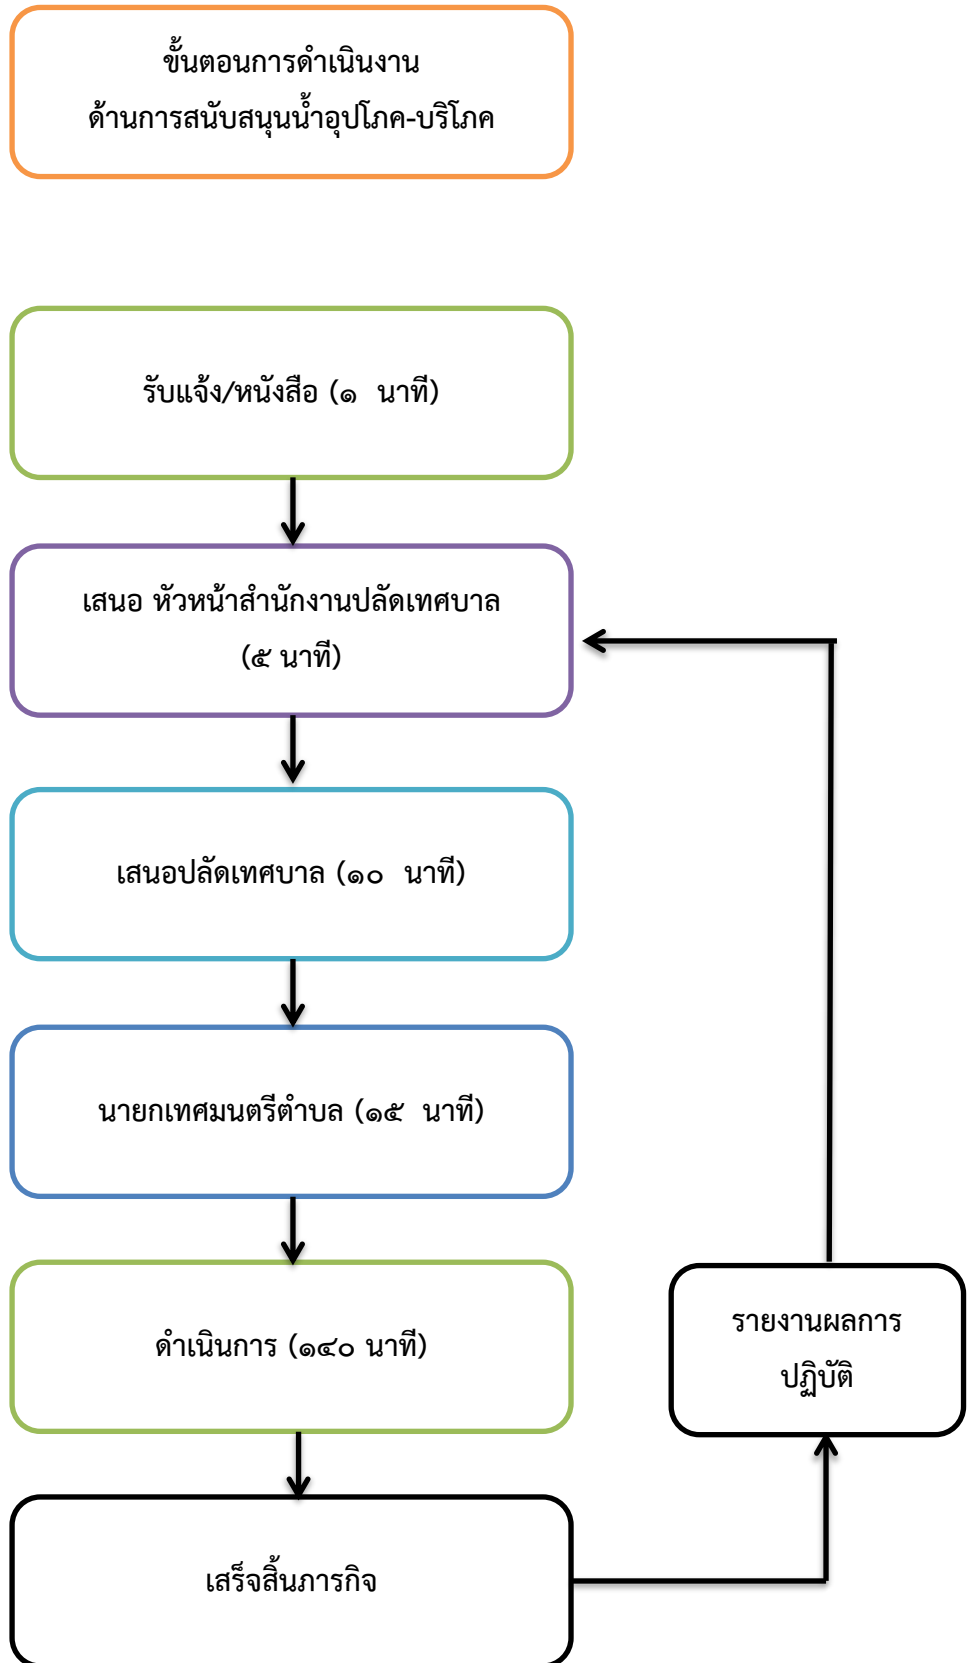 ขั้นตอนการดำเนินงาน
ด้านการสนับสนุนน้ำอุปโภค-บริโภค
รับแจ้ง/หนังสือ (๑ นาที)
เสนอ หัวหน้าสำนักงานปลัดเทศบาล
(๕ นาที)
เสนอปลัดเทศบาล (๑๐ นาที)
นายกเทศมนตรีตำบล (๑๕ นาที)
ดำเนินการ (๑๔๐ นาที)
รายงานผลการ
ปฏิบัติ
เสร็จสิ้นภารกิจ